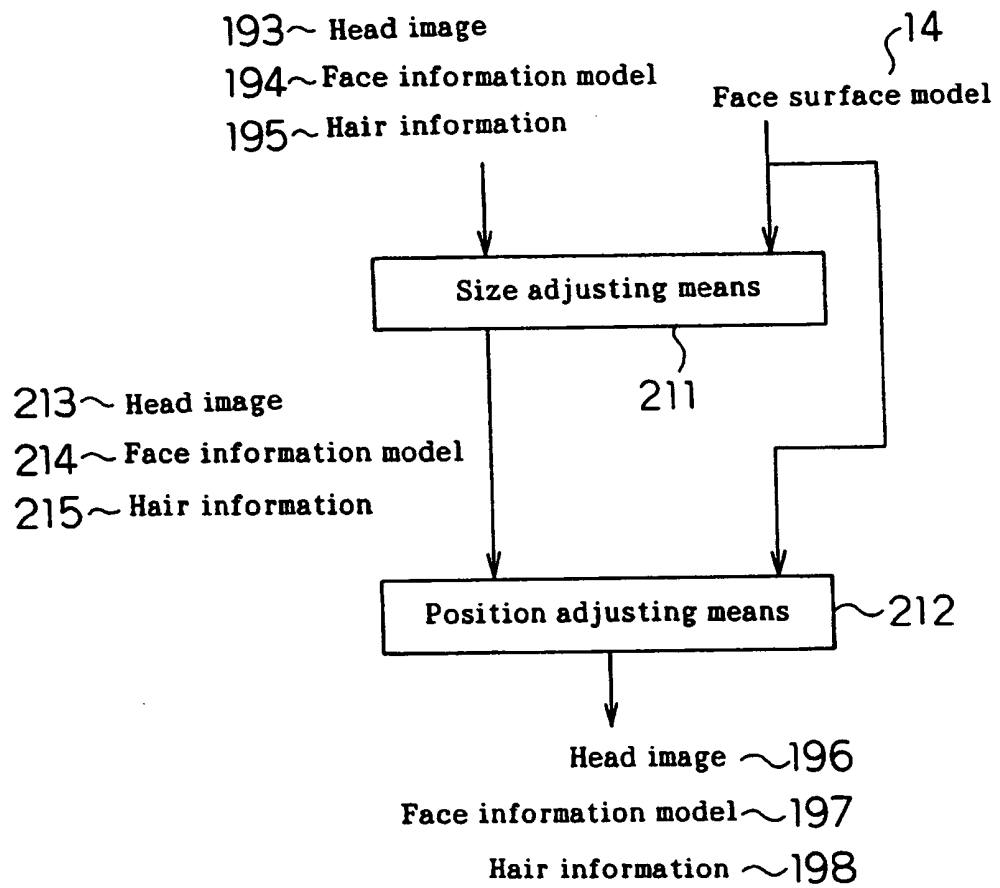 193~ Head image
194~ Face information model
195~ Hair information
14
Face surface model
Size adjusting means
211
213~ Head image
214~ Face information model
215~ Hair information
Position adjusting means ~212
Head image ~196
Face information model ~197
Hair information ~198